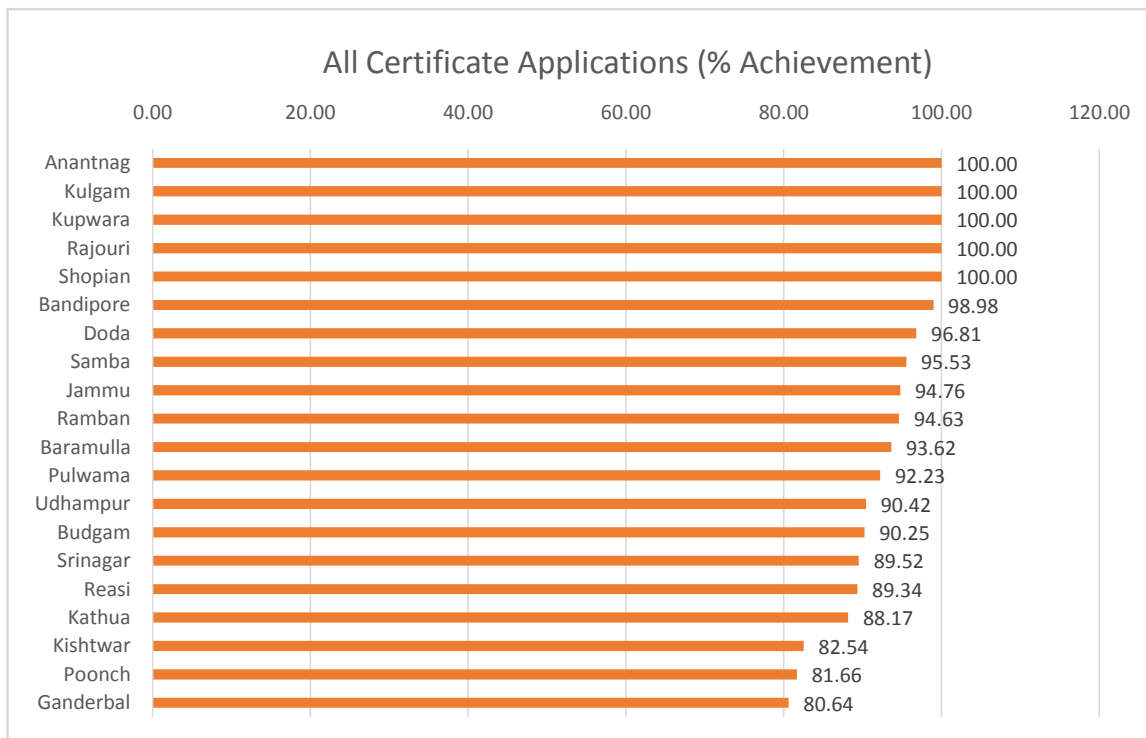 All Certificate Applications (% Achievement)
0.00 20.00 40.00 60.00 80.00 100.00 120.00
Anantnag 100.00
Kulgam 100.00
Kupwara 100.00
Rajouri 100.00
Shopian 100.00
Bandipore 98.98
Doda 96.81
Samba 95.53
Jammu 94.76
Ramban 94.63
Baramulla 93.62
Pulwama 92.23
Udhampur 90.42
Budgam 90.25
Srinagar 89.52
Reasi 89.34
Kathua 88.17
Kishtwar 82.54
Poonch 81.66
Ganderbal 80.64